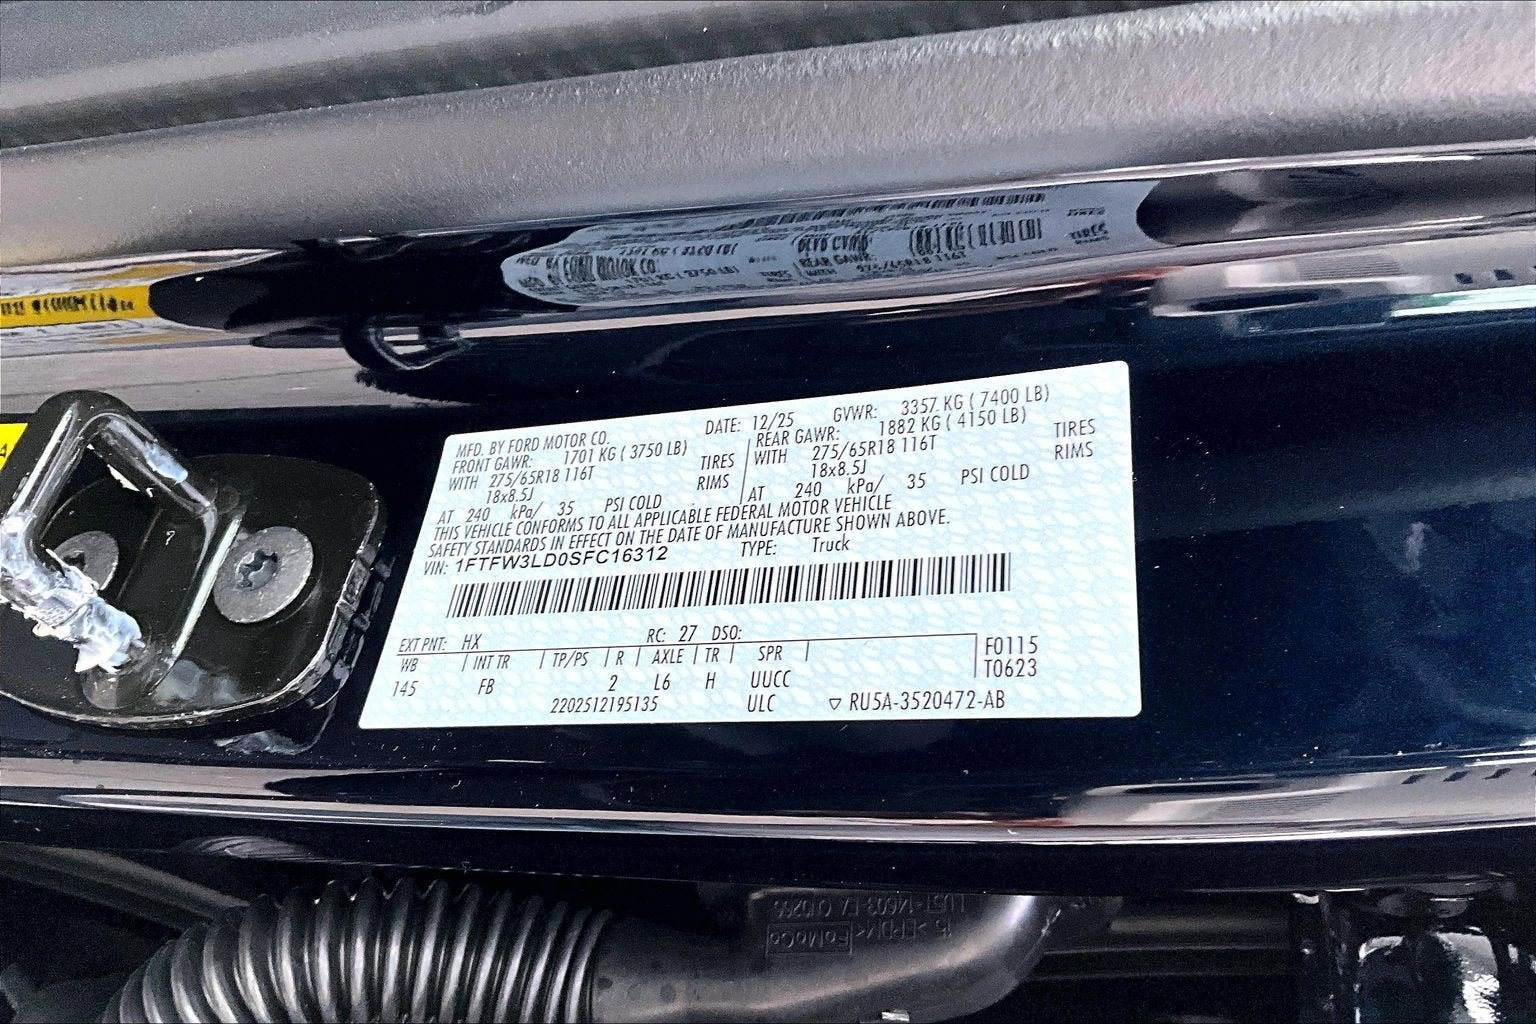 MFD. BY FORD MOTOR CO.
DATE: 12/25 GVWR: 3357 KG ( 7400 LB)
FRONT GAWR: 1701 KG ( 3750 LB)
WITH 275/65R18 116T TIRES
18x8.5J RIMS
AT 240 kPa/ 35 PSI COLD
REAR GAWR: 1882 KG ( 4150 LB)
WITH 275/65R18 116T TIRES
18x8.5J RIMS
AT 240 kPa/ 35 PSI COLD
THIS VEHICLE CONFORMS TO ALL APPLICABLE FEDERAL MOTOR VEHICLE
SAFETY STANDARDS IN EFFECT ON THE DATE OF MANUFACTURE SHOWN ABOVE.
VIN: 1FTFW3LD0SFC16312 TYPE: Truck
EXT PNT: HX RC: 27 DSO:
WB INT TR TP/PS R AXLE TR SPR F0115
145 FB 2 L6 H UUCC T0623
2202512195135 ULC RU5A-3520472-AB
FoMoCo